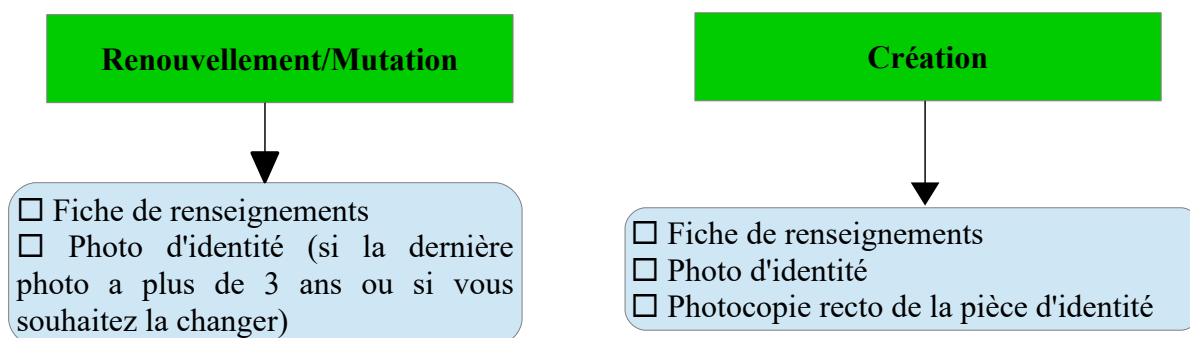 Renouvellement/Mutation
☐ Fiche de renseignements
☐ Photo d'identité (si la dernière
photo a plus de 3 ans ou si vous
souhaitez la changer)
Création
☐ Fiche de renseignements
☐ Photo d'identité
☐ Photocopie recto de la pièce d'identité